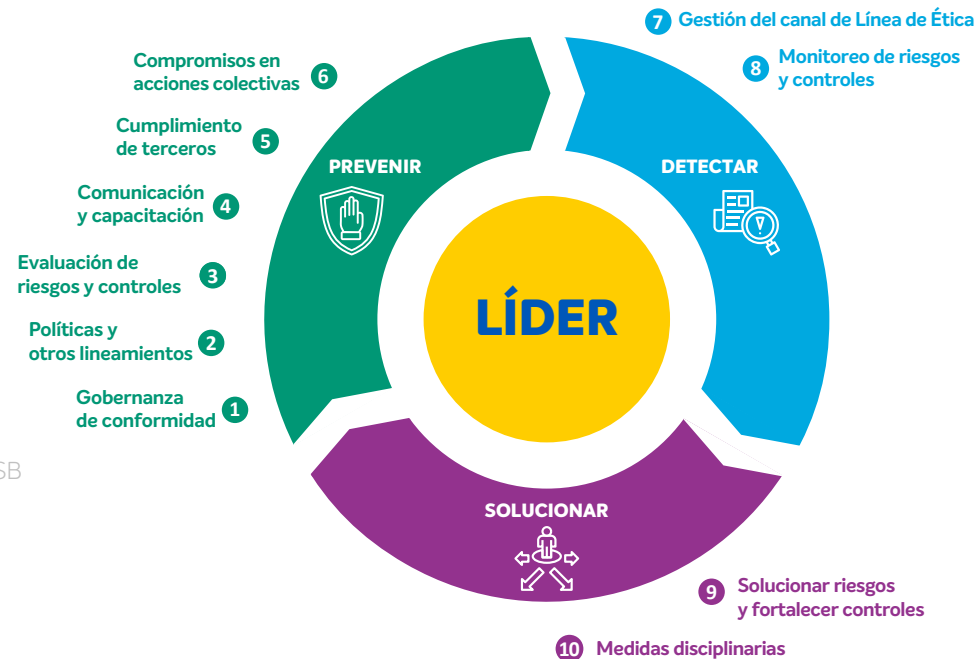 7 Gestión del canal de Línea de Ética
8 Monitoreo de riesgos
y controles
Compromisos en
acciones colectivas 6
Cumplimiento
de terceros 5
Comunicación
y capacitación 4
Evaluación de
riesgos y controles 3
Políticas y
otros lineamientos 2
Gobernanza
de conformidad 1
PREVENIR
DETECTAR
LÍDER
SB
SOLUCIONAR
9 Solucionar riesgos
y fortalecer controles
10 Medidas disciplinarias